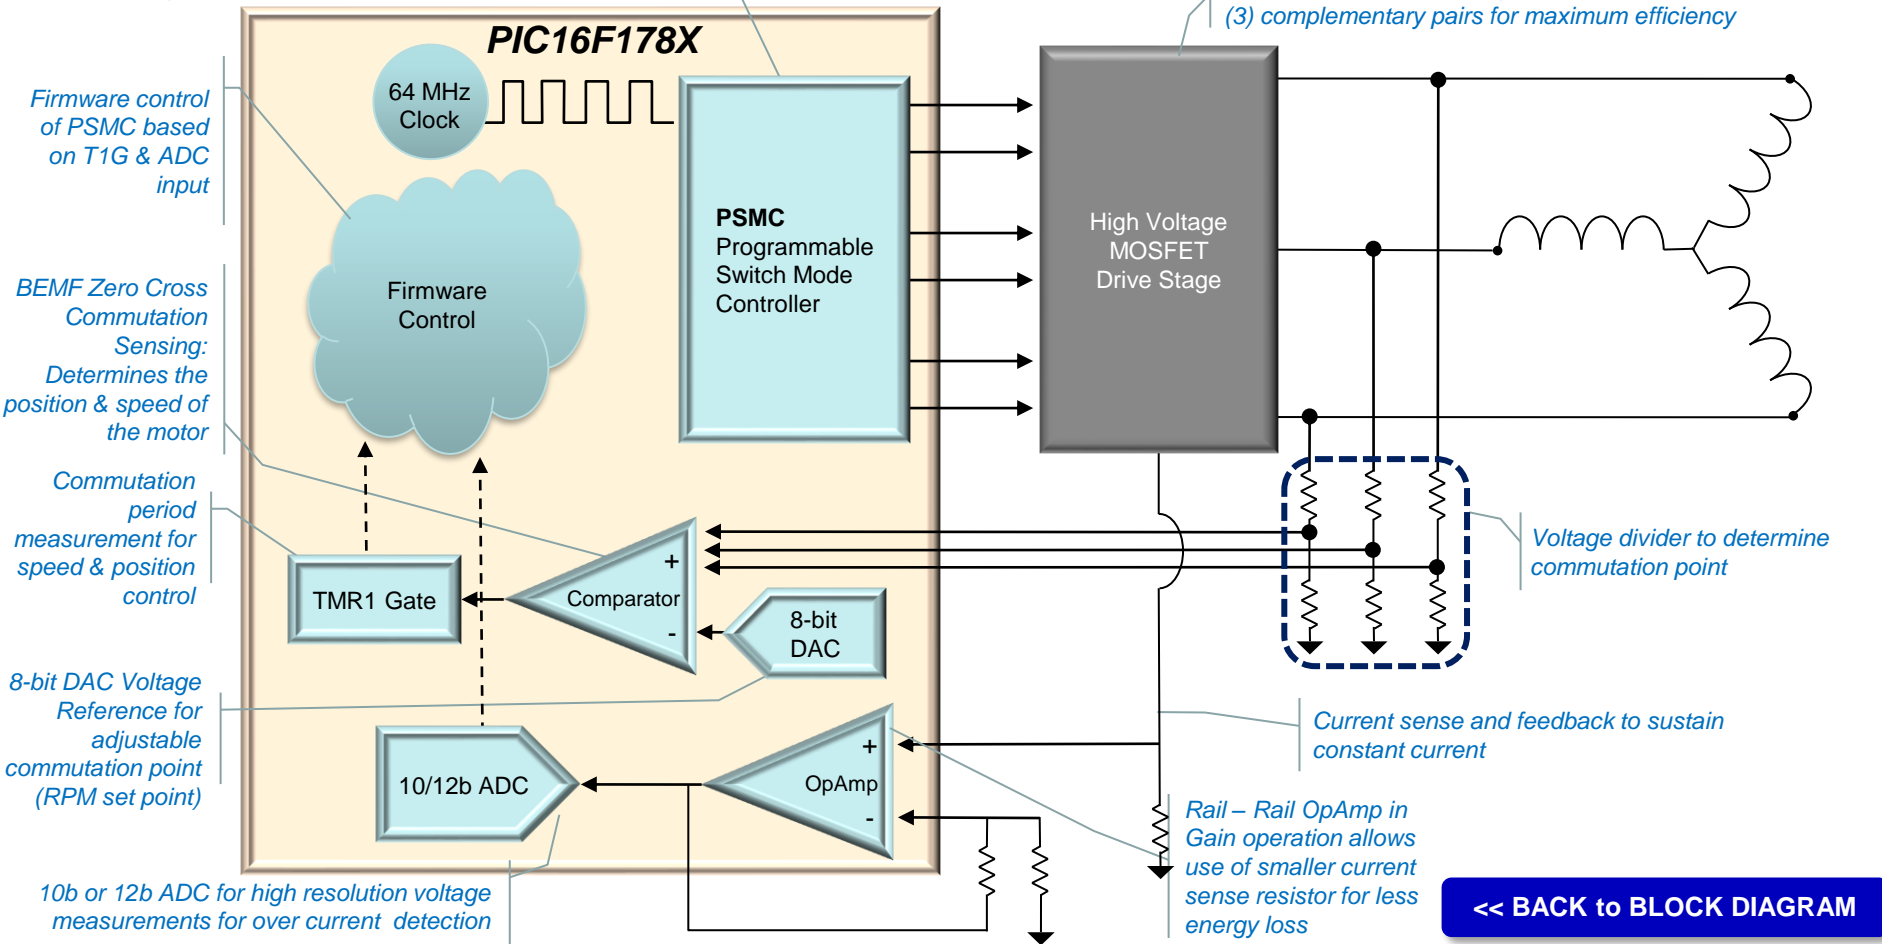 (3) complementary pairs for maximum efficiency
PIC16F178X
64 MHz
Clock
Firmware control
of PSMC based
on T1G & ADC
input
PSMC
Programmable
Switch Mode
Controller
High Voltage
MOSFET
Drive Stage
Firmware
Control
BEMF Zero Cross
Commutation
Sensing:
Determines the
position & speed of
the motor
Commutation
period
measurement for
speed & position
control
TMR1 Gate
+
Comparator
-
8-bit
DAC
Voltage divider to determine
commutation point
8-bit DAC Voltage
Reference for
adjustable
commutation point
(RPM set point)
10/12b ADC
+
OpAmp
-
Current sense and feedback to sustain
constant current
Rail – Rail OpAmp in
Gain operation allows
use of smaller current
sense resistor for less
energy loss
10b or 12b ADC for high resolution voltage
measurements for over current detection
<< BACK to BLOCK DIAGRAM